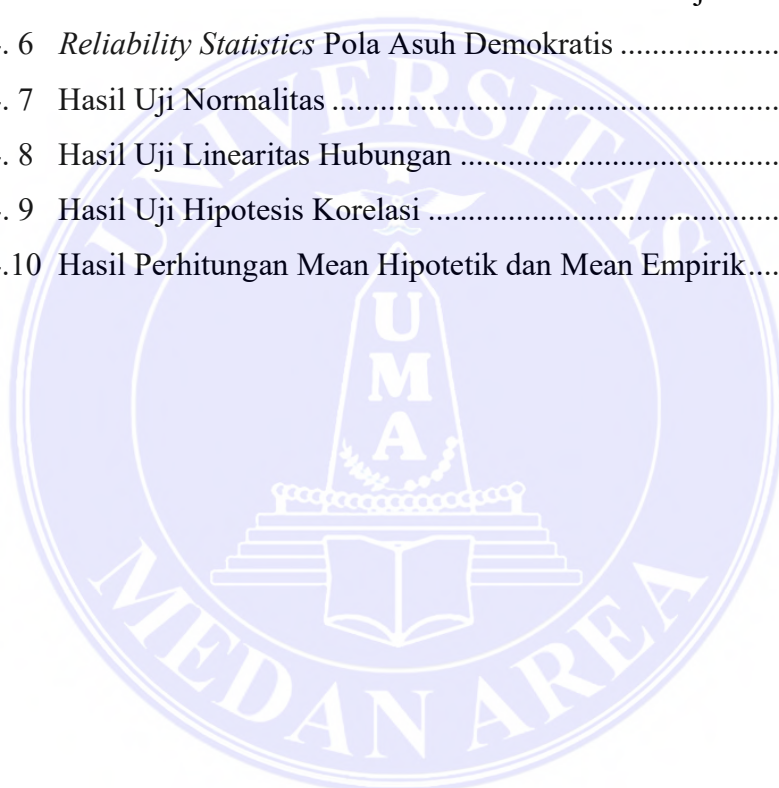 . 6 Reliability Statistics Pola Asuh Demokratis ....................
. 7 Hasil Uji Normalitas ....................
. 8 Hasil Uji Linearitas Hubungan ....................
. 9 Hasil Uji Hipotesis Korelasi ....................
.10 Hasil Perhitungan Mean Hipotetik dan Mean Empirik....
UNIVERSITAS
UMA
MEDAN AREA